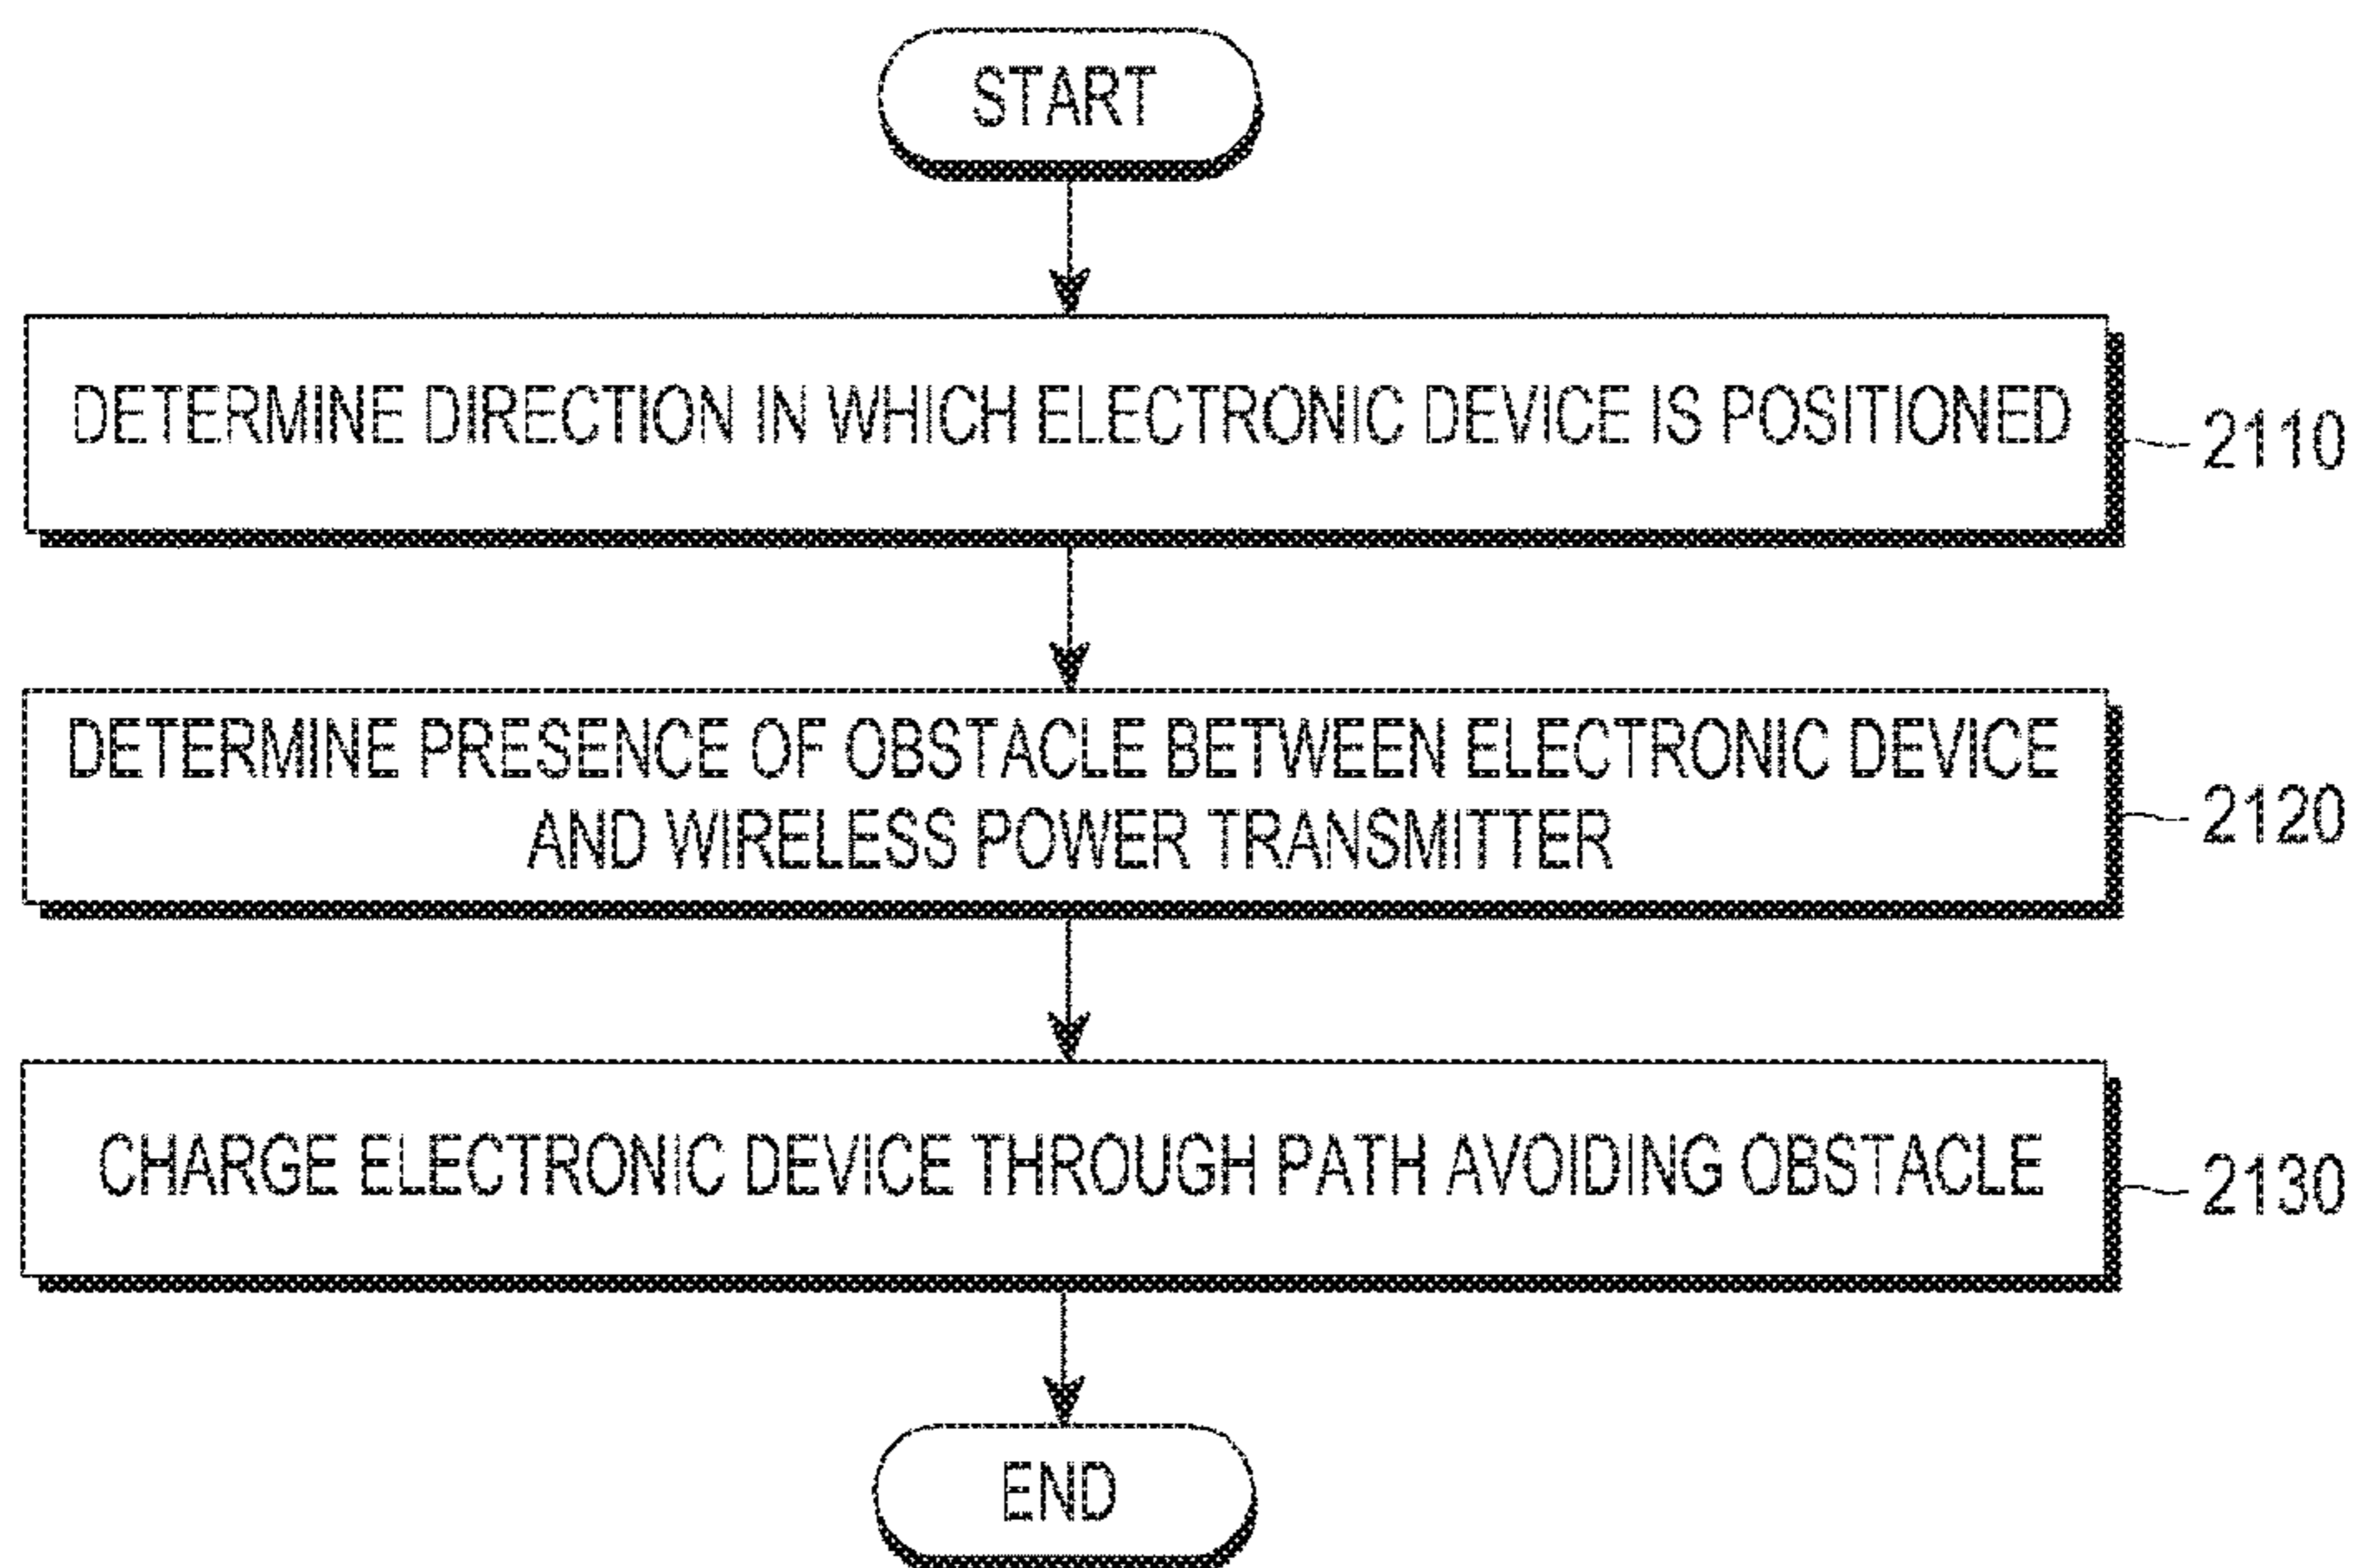 START
DETERMINE DIRECTION IN WHICH ELECTRONIC DEVICE IS POSITIONED
2110
DETERMINE PRESENCE OF OBSTACLE BETWEEN ELECTRONIC DEVICE
AND WIRELESS POWER TRANSMITTER
2120
CHARGE ELECTRONIC DEVICE THROUGH PATH AVOIDING OBSTACLE
2130
END